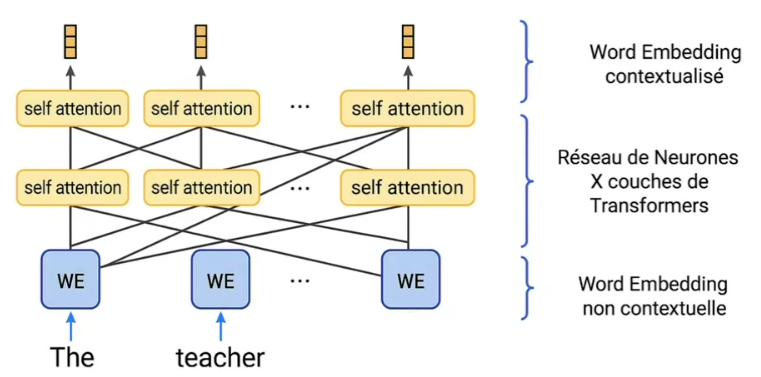 Word Embedding
contextualisé
self attention self attention ... self attention
Réseau de Neurones
X couches de
Transformers
self attention self attention ... self attention
WE WE ... WE
Word Embedding
non contextuelle
The teacher